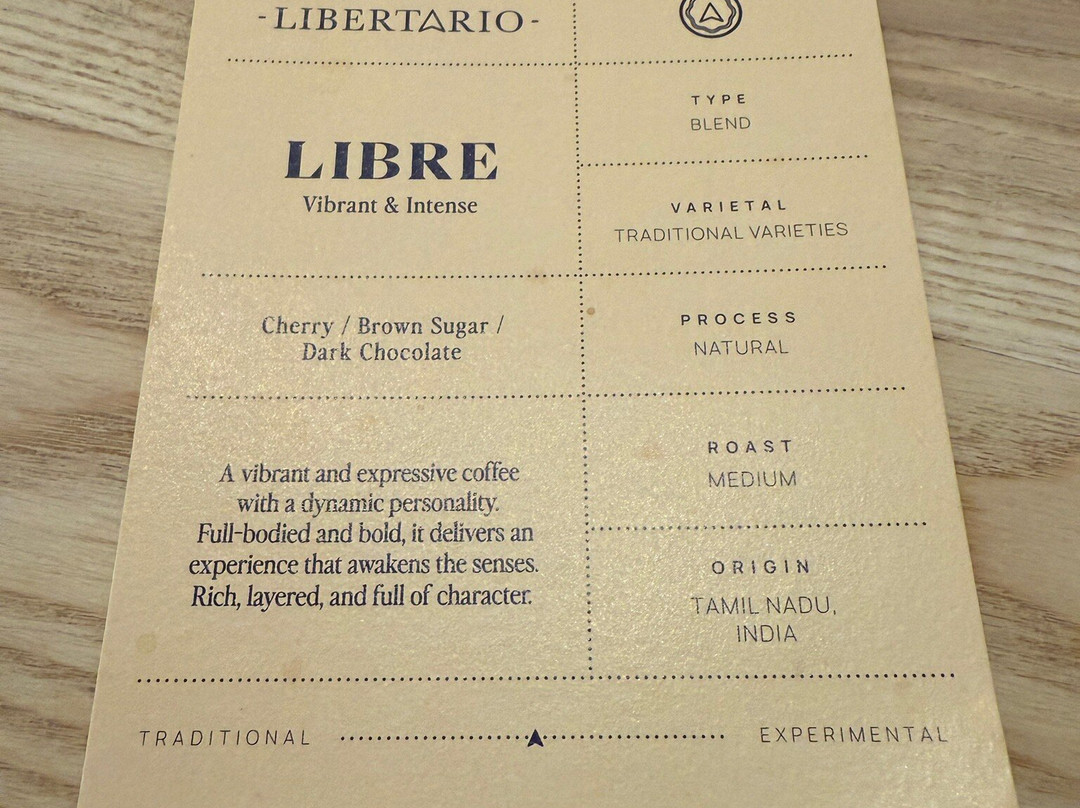 -LIBERTARIO-
LIBRE
Vibrant & Intense
Cherry / Brown Sugar /
Dark Chocolate
A vibrant and expressive coffee
with a dynamic personality.
Full-bodied and bold, it delivers an
experience that awakens the senses.
Rich, layered, and full of character.
TYPE
BLEND
VARIETAL
TRADITIONAL VARIETIES
PROCESS
NATURAL
ROAST
MEDIUM
ORIGIN
TAMIL NADU,
INDIA
TRADITIONAL EXPERIMENTAL